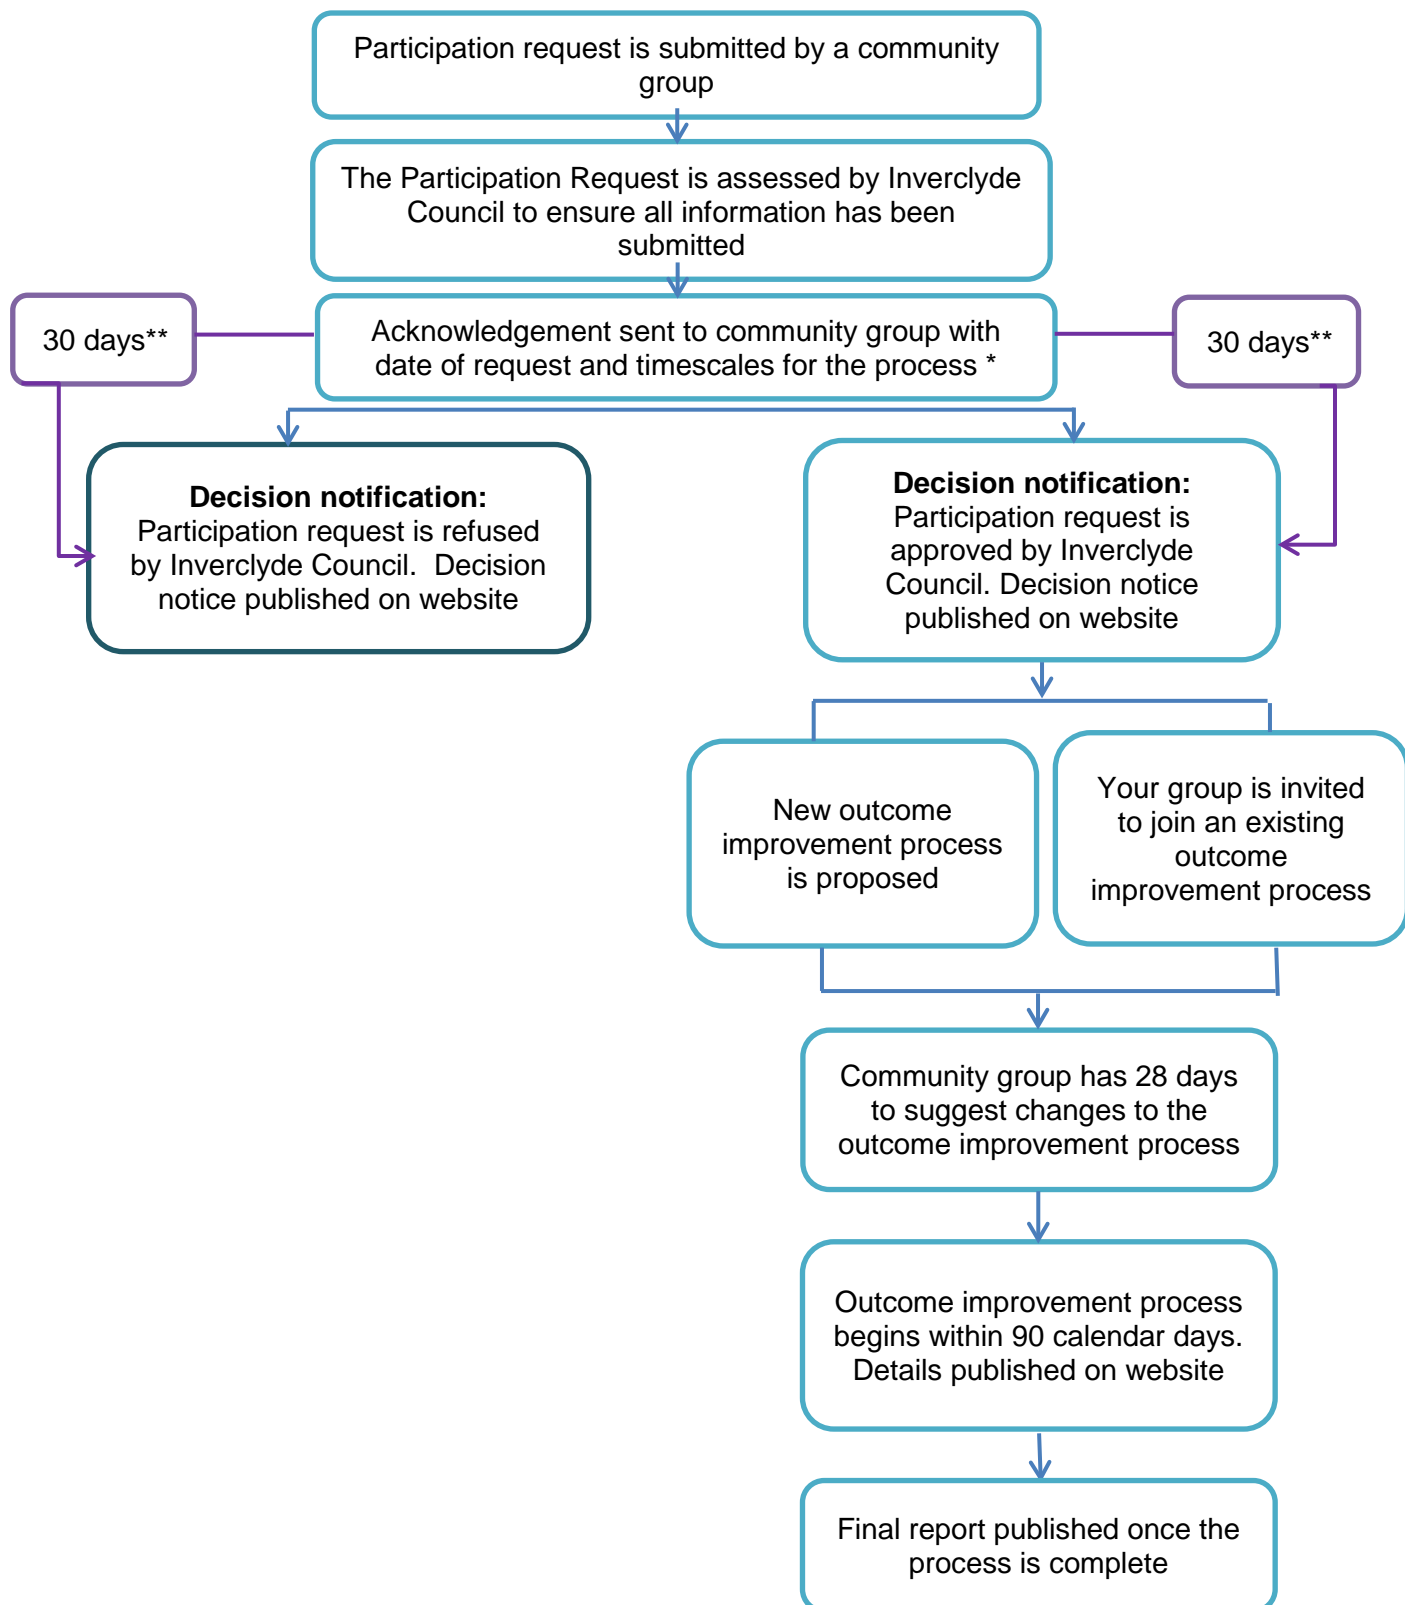 Participation request is submitted by a community
group
The Participation Request is assessed by Inverclyde
Council to ensure all information has been
submitted
30 days**
Acknowledgement sent to community group with
date of request and timescales for the process *
30 days**
Decision notification:
Participation request is refused
by Inverclyde Council.  Decision
notice published on website
Decision notification:
Participation request is
approved by Inverclyde
Council. Decision notice
published on website
New outcome
improvement process
is proposed
Your group is invited
to join an existing
outcome
improvement process
Community group has 28 days
to suggest changes to the
outcome improvement process
Outcome improvement process
begins within 90 calendar days.
Details published on website
Final report published once the
process is complete